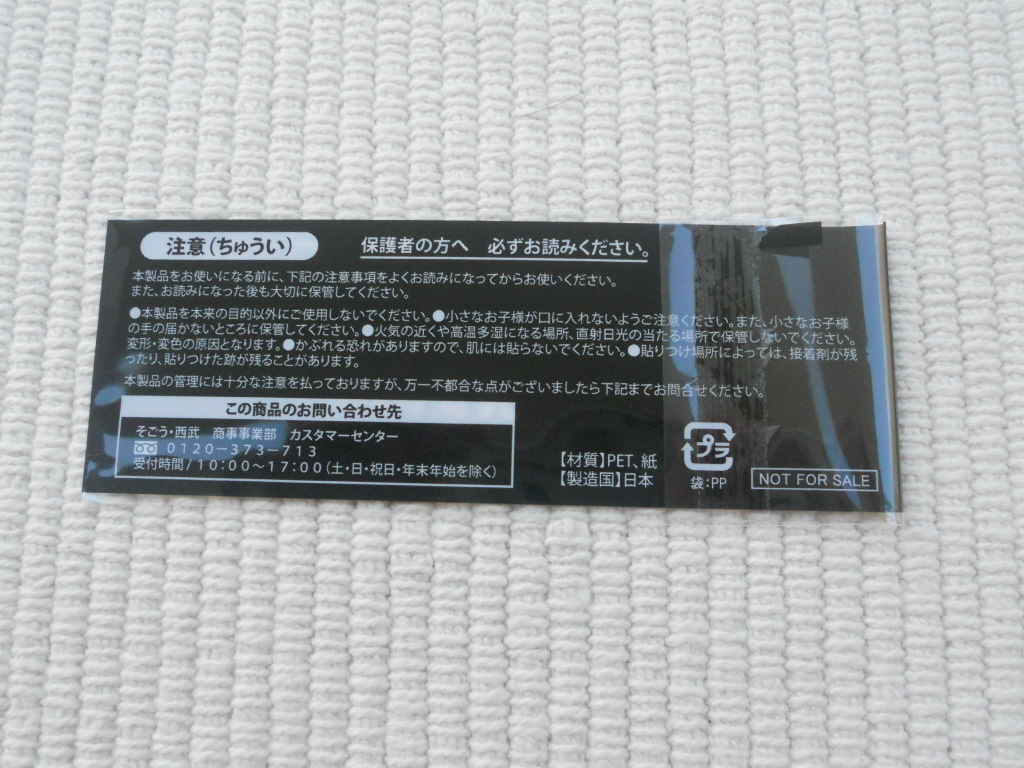 注意(ちゅうい)
保護者の方へ 必ずお読みください。
本製品をお使いになる前に、下記の注意事項をよくお読みになってからお使いください。
また、お読みになった後も大切に保管してください。
●本製品を本来の目的以外にご使用しないでください。●小さなお子様が口に入れないようご注意ください。また、小さなお子様
の手の届かないところに保管してください。●火気の近くや高温多湿になる場所、直射日光の当たる場所で保管しないでください。
変形・変色の原因となります。●かぶれる恐れがありますので、肌には貼らないでください。●貼りつけ場所によっては、接着剤が残
ったり、貼りつけた跡が残ることがあります。
本製品の管理には十分な注意を払っておりますが、万一不都合な点がございましたら下記までお問合せください。
この商品のお問い合わせ先
そごう・西武 商事事業部 カスタマーセンター
0120-373-713
受付時間/10:00～17:00(土・日・祝日・年末年始を除く)
【材質】PET、紙
【製造国】日本
プラ
袋:PP
NOT FOR SALE